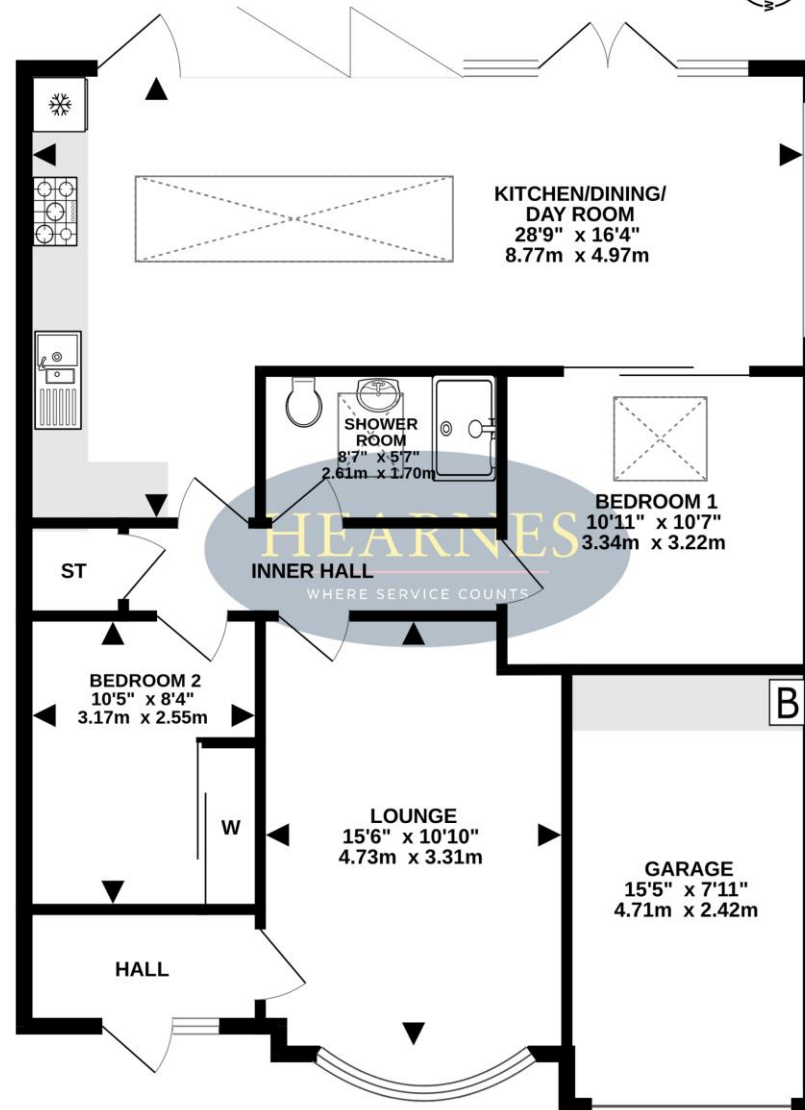 W
KITCHEN/DINING/
DAY ROOM
28'9" x 16'4"
8.77m x 4.97m
SHOWER
ROOM
8'7" x 5'7"
2.61m x 1.70m
BEDROOM 1
10'11" x 10'7"
3.34m x 3.22m
HEARNES
ST
INNER HALL
WHERE SERVICE COUNTS
BEDROOM 2
10'5" x 8'4"
3.17m x 2.55m
B
W
LOUNGE
15'6" x 10'10"
4.73m x 3.31m
GARAGE
15'5" x 7'11"
4.71m x 2.42m
HALL